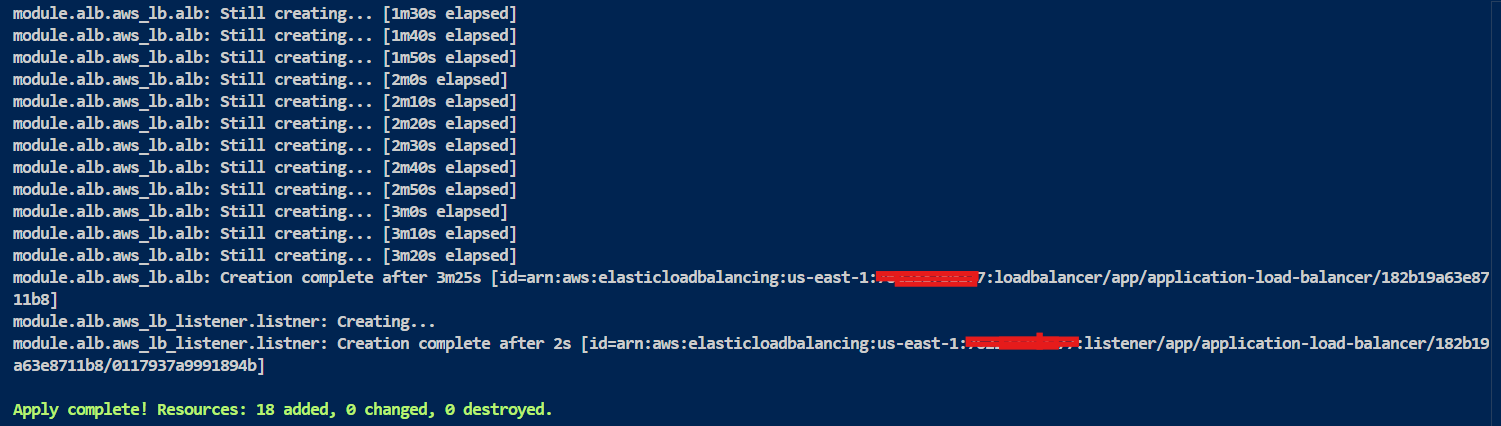 module.alb.aws_lb.alb: Still creating... [1m30s elapsed]
module.alb.aws_lb.alb: Still creating... [1m40s elapsed]
module.alb.aws_lb.alb: Still creating... [1m50s elapsed]
module.alb.aws_lb.alb: Still creating... [2m0s elapsed]
module.alb.aws_lb.alb: Still creating... [2m10s elapsed]
module.alb.aws_lb.alb: Still creating... [2m20s elapsed]
module.alb.aws_lb.alb: Still creating... [2m30s elapsed]
module.alb.aws_lb.alb: Still creating... [2m40s elapsed]
module.alb.aws_lb.alb: Still creating... [2m50s elapsed]
module.alb.aws_lb.alb: Still creating... [3m0s elapsed]
module.alb.aws_lb.alb: Still creating... [3m10s elapsed]
module.alb.aws_lb.alb: Still creating... [3m20s elapsed]
module.alb.aws_lb.alb: Creation complete after 3m25s [id=arn:aws:elasticloadbalancing:us-east-1: :loadbalancer/app/application-load-balancer/182b19a63e87
11b8]
module.alb.aws_lb_listener.listner: Creating...
module.alb.aws_lb_listener.listner: Creation complete after 2s [id=arn:aws:elasticloadbalancing:us-east-1: :listener/app/application-load-balancer/182b19
a63e8711b8/0117937a9991894b]
Apply complete! Resources: 18 added, 0 changed, 0 destroyed.